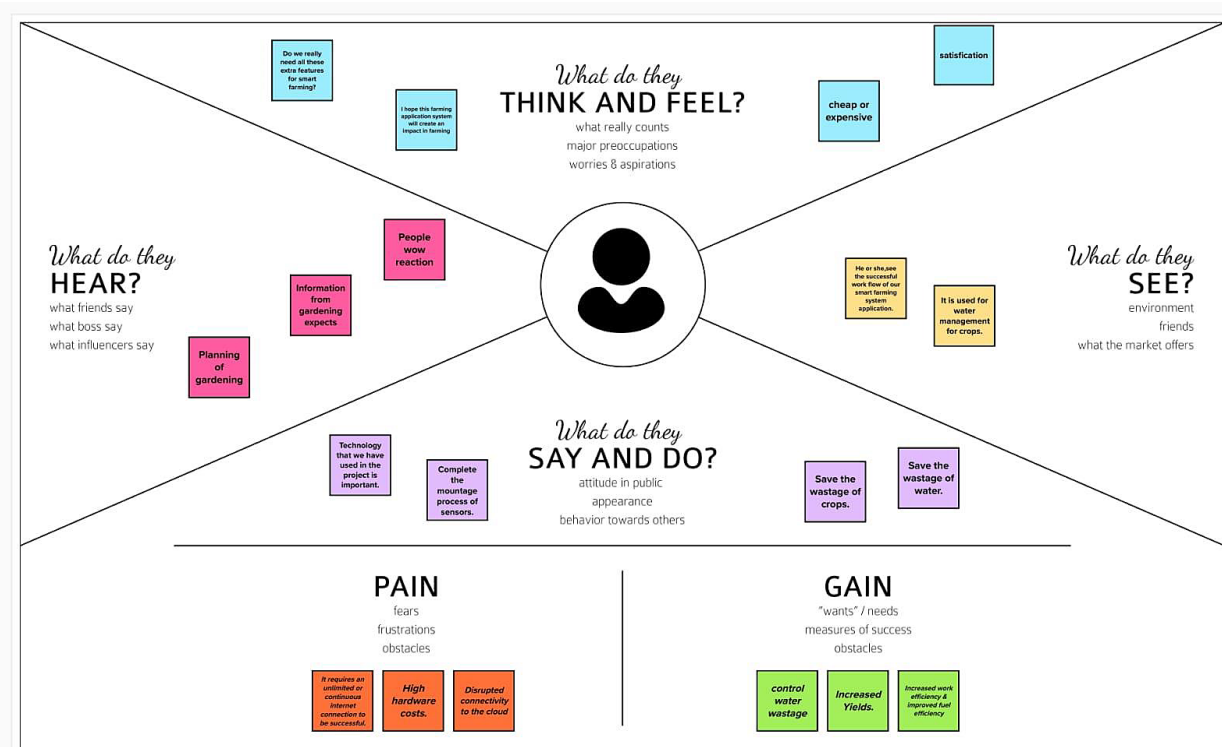 Do we really
need all these
extra features
for smart
farming?
I hope this farming
application system
will create an
impact in farming
What do they
THINK AND FEEL?
what really counts
major preoccupations
worries & aspirations
cheap or
expensive
satisfication
What do they
HEAR?
what friends say
what boss say
what influencers say
People
wow
reaction
Information
from
gardening
expects
Planning
of
gardening
He or she,see
the successful
work flow of our
smart farming
system
application.
It is used for
water
management
for crops.
What do they
SEE?
environment
friends
what the market offers
Technology
that we have
used in the
project is
important.
Complete
the
mountage
process of
sensors.
What do they
SAY AND DO?
attitude in public
appearance
behavior towards others
Save the
wastage of
crops.
Save the
wastage of
water.
PAIN
fears
frustrations
obstacles
It requires an
unlimited or
continuous
internet
connection to
be successful.
High
hardware
costs.
Disrupted
connectivity
to the cloud
GAIN
"wants" / needs
measures of success
obstacles
control
water
wastage
Increased
Yields.
Increased work
efficiency &
improved fuel
efficiency